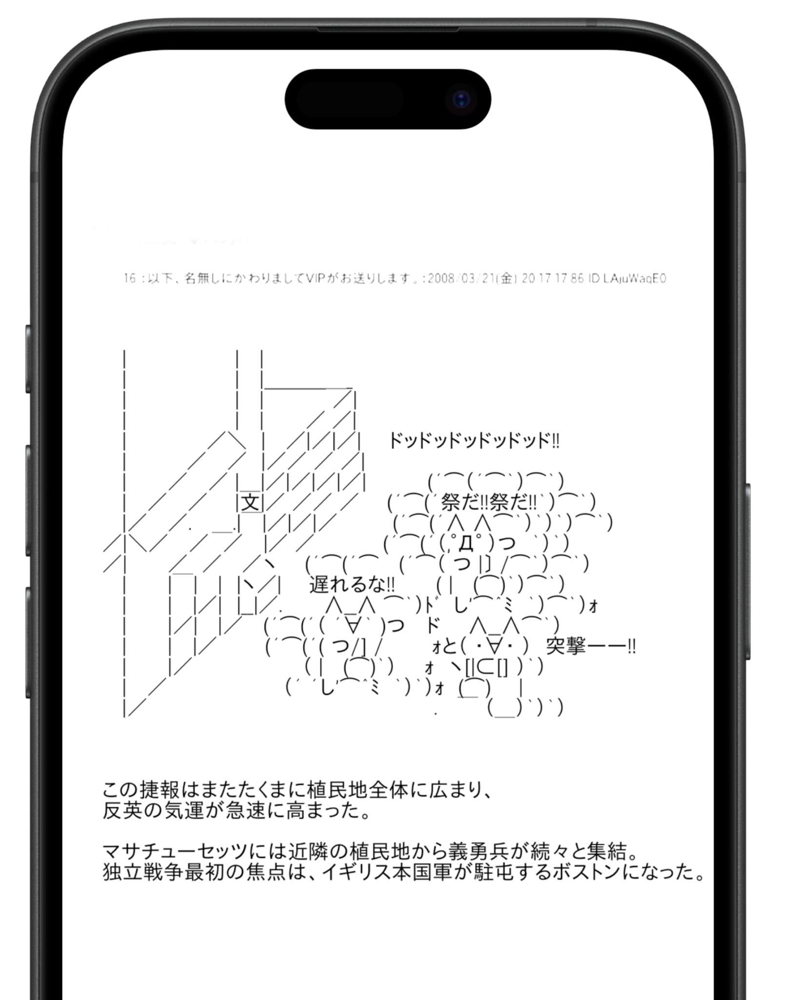 16 :以下、名無しにかわりましてVIPがお送りします。:2008/03/21(金) 20 17 17 86 ID LAjuWaqE0
ドッドッドッドッドッド!!
祭だ!!祭だ!!
文
遅れるな!!
突撃ーー!!
この捷報はまたたくまに植民地全体に広まり、
反英の気運が急速に高まった。
マサチューセッツには近隣の植民地から義勇兵が続々と集結。
独立戦争最初の焦点は、イギリス本国軍が駐屯するボストンになった。